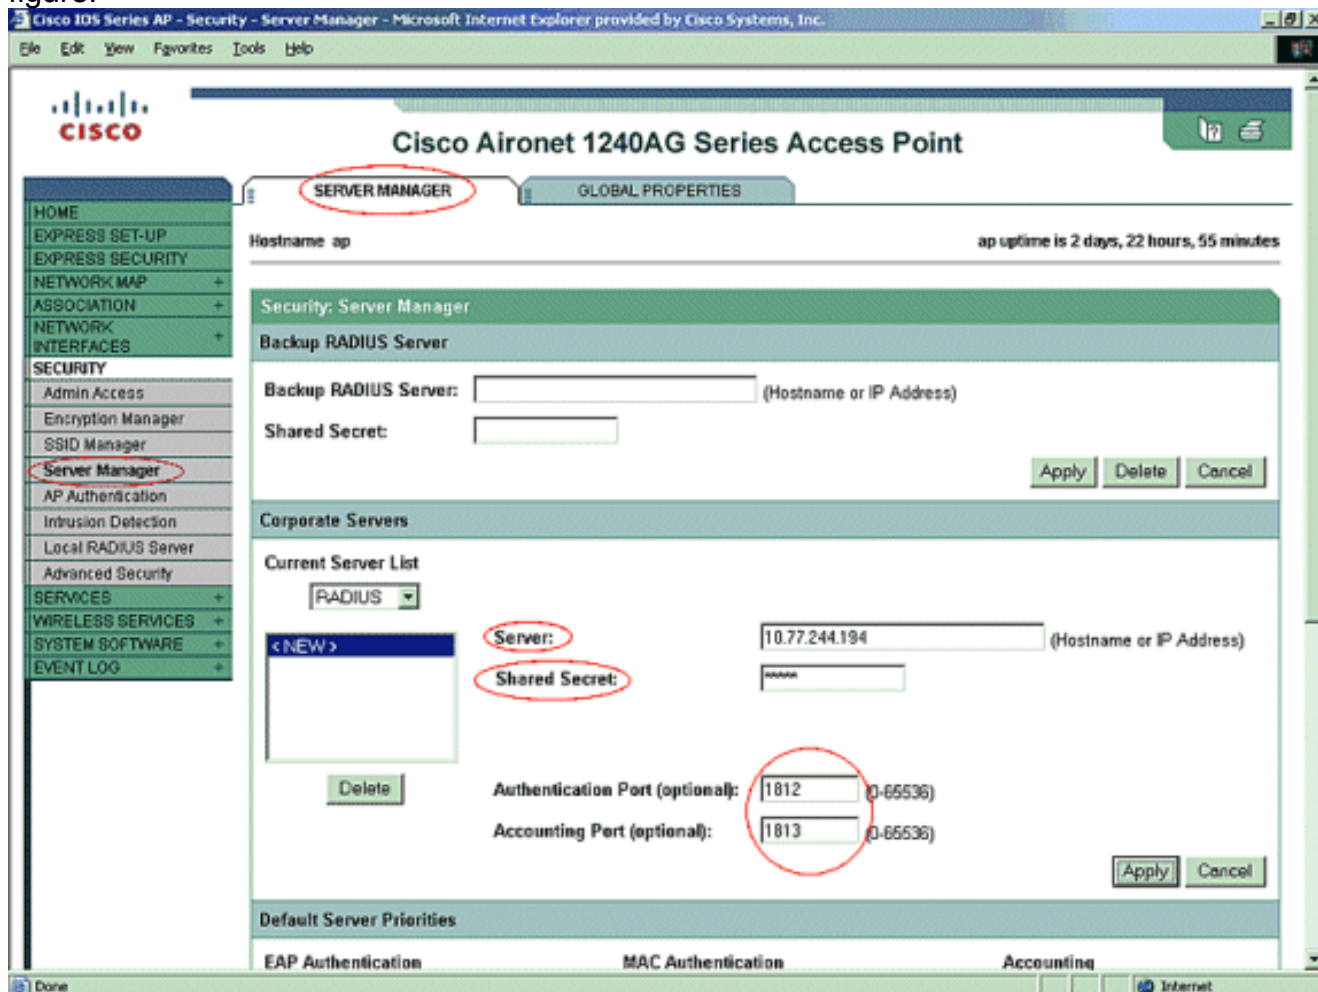 figure.
Cisco IOS Series AP - Security - Server Manager - Microsoft Internet Explorer provided by Cisco Systems, Inc.
File Edit View Favorites Tools Help
CISCO
Cisco Aironet 1240AG Series Access Point
SERVER MANAGER GLOBAL PROPERTIES
HOME
EXPRESS SET-UP
EXPRESS SECURITY
NETWORK MAP +
ASSOCIATION +
NETWORK
INTERFACES +
SECURITY
Admin Access
Encryption Manager
SSID Manager
Server Manager
AP Authentication
Intrusion Detection
Local RADIUS Server
Advanced Security
SERVICES +
WIRELESS SERVICES +
SYSTEM SOFTWARE +
EVENT LOG +
Hostname ap ap uptime is 2 days, 22 hours, 55 minutes
Security: Server Manager
Backup RADIUS Server
Backup RADIUS Server: (Hostname or IP Address)
Shared Secret:
Apply Delete Cancel
Corporate Servers
Current Server List
RADIUS
< NEW >
Delete
Server: 10.77.244.194 (Hostname or IP Address)
Shared Secret: *****
Authentication Port (optional): 1812 (0-65536)
Accounting Port (optional): 1813 (0-65536)
Apply Cancel
Default Server Priorities
EAP Authentication MAC Authentication Accounting
Done Internet